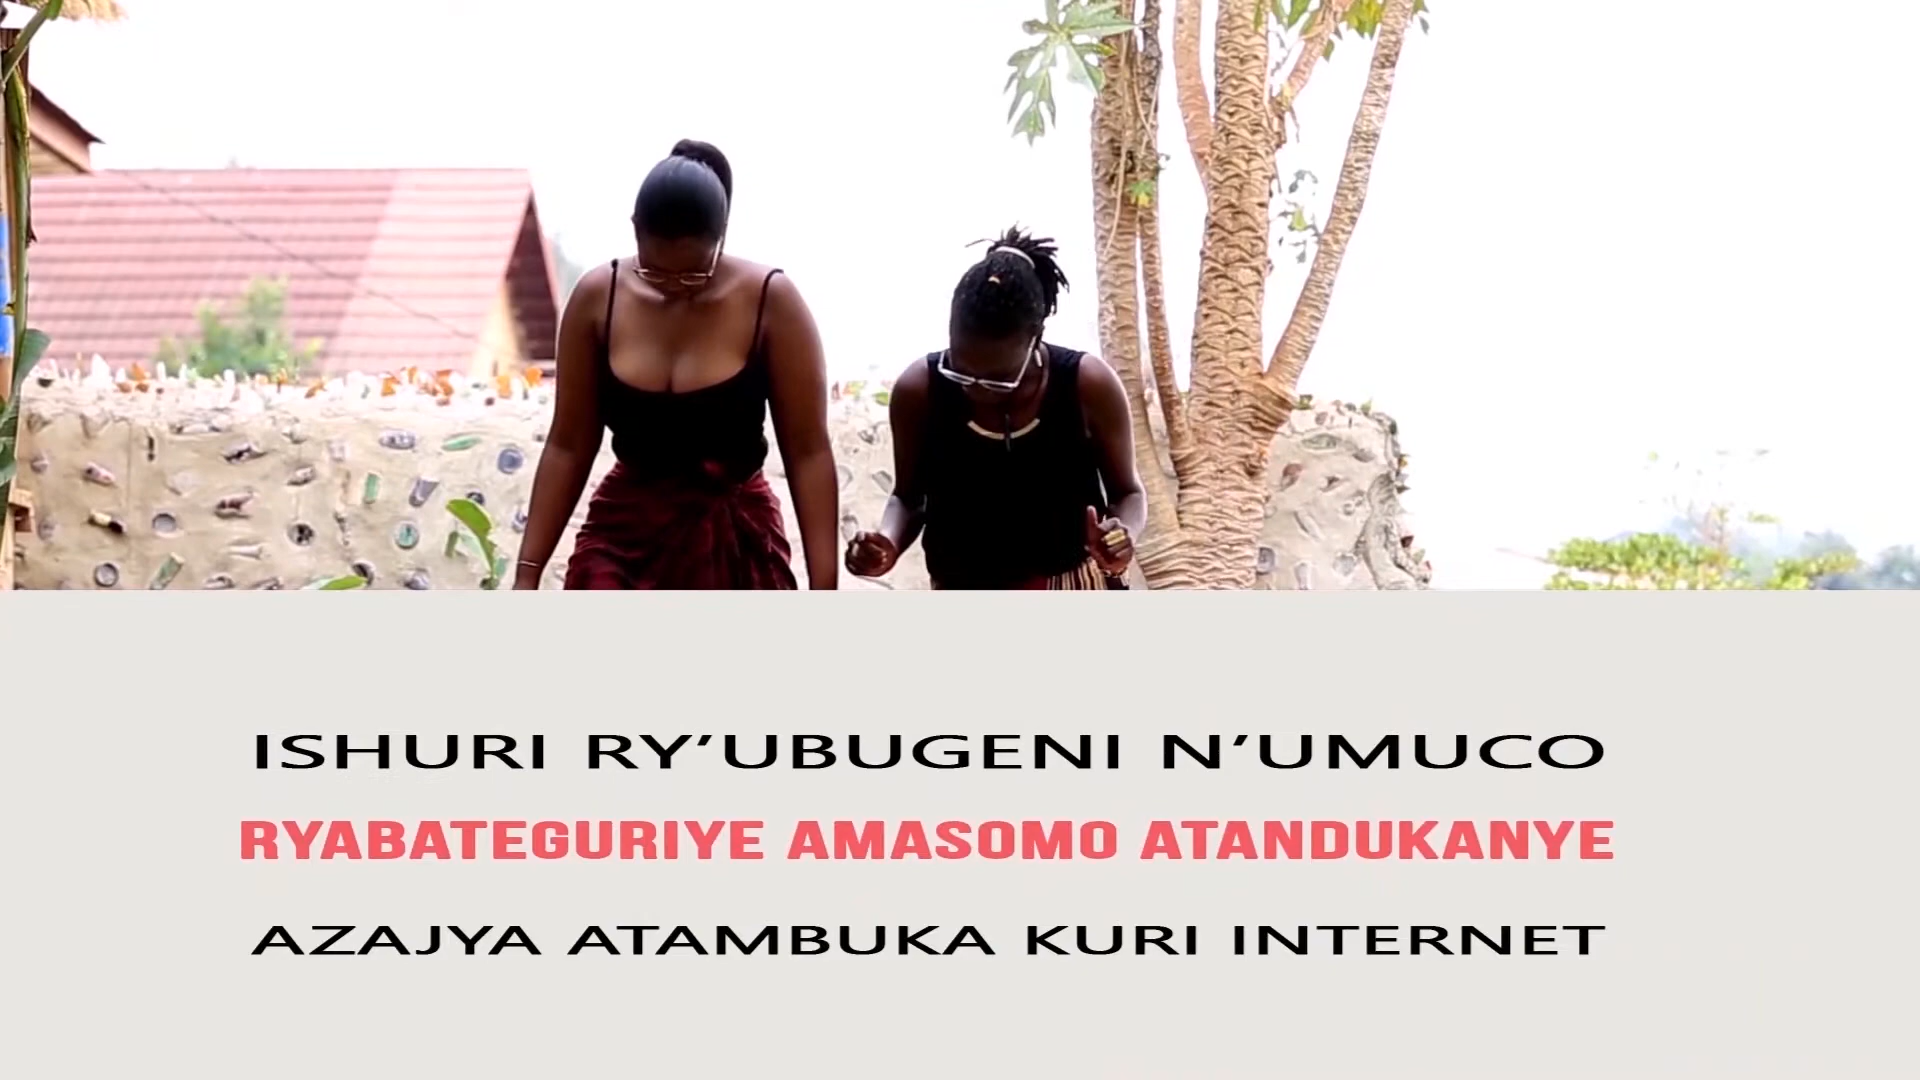 ISHURI RY’UBUGENI N’UMUCO
RYABATEGURIYE AMASOMO ATANDUKANYE
AZAJYA ATAMBUKA KURI INTERNET